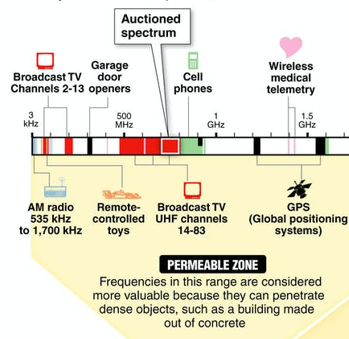 Auctioned
spectrum
Broadcast TV
Channels 2-13
Garage
door
openers
Cell
phones
Wireless
medical
telemetry
3
kHz
500
MHz
1
GHz
1.5
GHz
AM radio
535 kHz
to 1,700 kHz
Remote-
controlled
toys
Broadcast TV
UHF channels
14-83
GPS
(Global positioning
systems)
PERMEABLE ZONE
Frequencies in this range are considered
more valuable because they can penetrate
dense objects, such as a building made
out of concrete